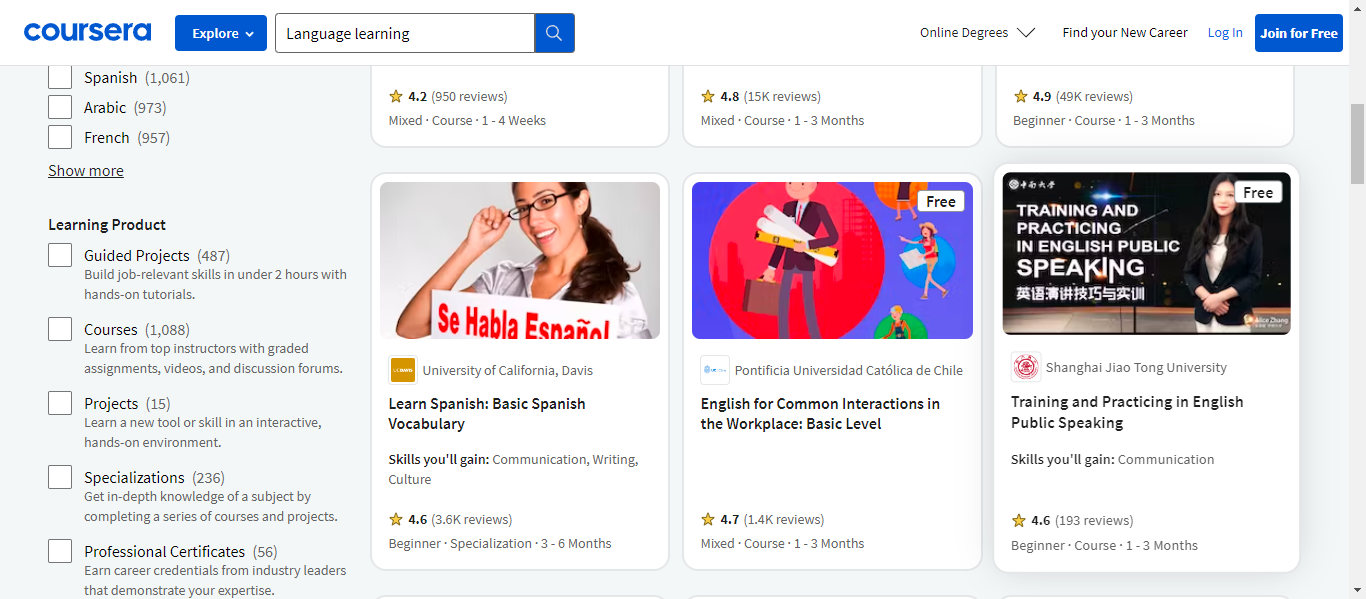 coursera
Explore
Language learning
Online Degrees
Find your New Career
Log In
Join for Free
Spanish (1,061)
Arabic (973)
French (957)
Show more
Learning Product
Guided Projects (487)
Build job-relevant skills in under 2 hours with
hands-on tutorials.
Courses (1,088)
Learn from top instructors with graded
assignments, videos, and discussion forums.
Projects (15)
Learn a new tool or skill in an interactive,
hands-on environment.
Specializations (236)
Get in-depth knowledge of a subject by
completing a series of courses and projects.
Professional Certificates (56)
Earn career credentials from industry leaders
that demonstrate your expertise.
4.2 (950 reviews)
Mixed · Course · 1 - 4 Weeks
4.8 (15K reviews)
Mixed · Course · 1 - 3 Months
4.9 (49K reviews)
Beginner · Course · 1 - 3 Months
Se Habla Español
UC DAVIS
University of California, Davis
Learn Spanish: Basic Spanish
Vocabulary
Skills you'll gain: Communication, Writing,
Culture
4.6 (3.6K reviews)
Beginner · Specialization · 3 - 6 Months
Free
Pontificia Universidad Católica de Chile
English for Common Interactions in
the Workplace: Basic Level
4.7 (1.4K reviews)
Mixed · Course · 1 - 3 Months
中南大学
Free
TRAINING AND
PRACTICING
IN ENGLISH PUBLIC
SPEAKING
英语演讲技巧与实训
Alice Zhang
Shanghai Jiao Tong University
Training and Practicing in English
Public Speaking
Skills you'll gain: Communication
4.6 (193 reviews)
Beginner · Course · 1 - 3 Months